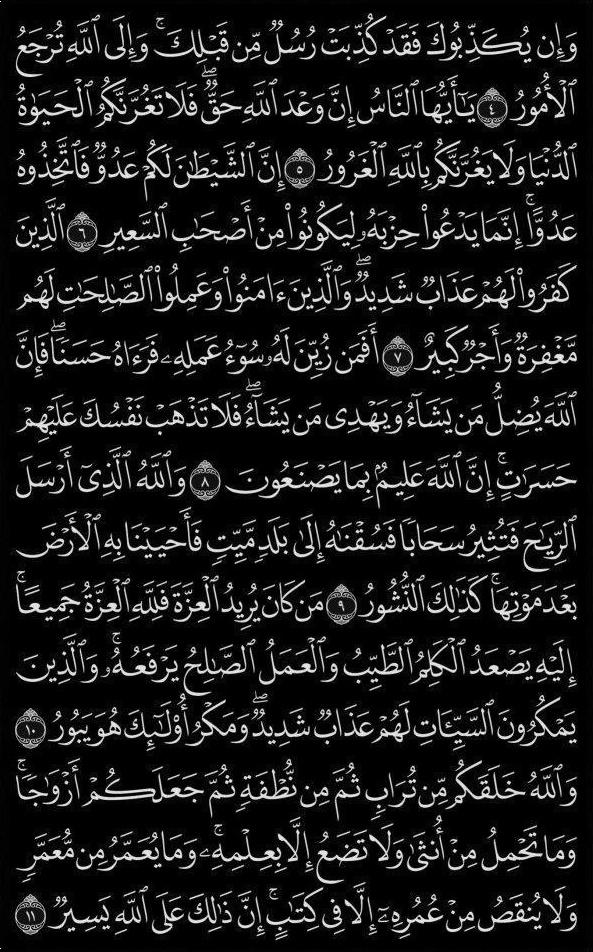 وَإِن يُكَذِّبُوكَ فَقَدْ كُذِّبَتْ رُسُلٌ مِّن قَبْلِكَ ۚ وَإِلَى ٱللَّهِ تُرْجَعُ
ٱلْأُمُورُ ۝٤ يَـٰٓأَيُّهَا ٱلنَّاسُ إِنَّ وَعْدَ ٱللَّهِ حَقٌّ ۖ فَلَا تَغُرَّنَّكُمُ ٱلْحَيَوٰةُ
ٱلدُّنْيَا وَلَا يَغُرَّنَّكُم بِٱللَّهِ ٱلْغَرُورُ ۝٥ إِنَّ ٱلشَّيْطَـٰنَ لَكُمْ عَدُوٌّ فَٱتَّخِذُوهُ
عَدُوًّا ۚ إِنَّمَا يَدْعُوا۟ حِزْبَهُۥ لِيَكُونُوا۟ مِنْ أَصْحَـٰبِ ٱلسَّعِيرِ ۝٦ ٱلَّذِينَ
كَفَرُوا۟ لَهُمْ عَذَابٌ شَدِيدٌ ۖ وَٱلَّذِينَ ءَامَنُوا۟ وَعَمِلُوا۟ ٱلصَّـٰلِحَـٰتِ لَهُم
مَّغْفِرَةٌ وَأَجْرٌ كَبِيرٌ ۝٧ أَفَمَن زُيِّنَ لَهُۥ سُوٓءُ عَمَلِهِۦ فَرَءَاهُ حَسَنًا ۖ فَإِنَّ
ٱللَّهَ يُضِلُّ مَن يَشَآءُ وَيَهْدِى مَن يَشَآءُ ۖ فَلَا تَذْهَبْ نَفْسُكَ عَلَيْهِمْ
حَسَرَٰتٍ ۚ إِنَّ ٱللَّهَ عَلِيمٌۢ بِمَا يَصْنَعُونَ ۝٨ وَٱللَّهُ ٱلَّذِىٓ أَرْسَلَ
ٱلرِّيَـٰحَ فَتُثِيرُ سَحَابًا فَسُقْنَـٰهُ إِلَىٰ بَلَدٍ مَّيِّتٍ فَأَحْيَيْنَا بِهِ ٱلْأَرْضَ
بَعْدَ مَوْتِهَا ۚ كَذَٰلِكَ ٱلنُّشُورُ ۝٩ مَن كَانَ يُرِيدُ ٱلْعِزَّةَ فَلِلَّهِ ٱلْعِزَّةُ جَمِيعًا ۚ
إِلَيْهِ يَصْعَدُ ٱلْكَلِمُ ٱلطَّيِّبُ وَٱلْعَمَلُ ٱلصَّـٰلِحُ يَرْفَعُهُۥ ۚ وَٱلَّذِينَ
يَمْكُرُونَ ٱلسَّيِّـَٔاتِ لَهُمْ عَذَابٌ شَدِيدٌ ۖ وَمَكْرُ أُو۟لَـٰٓئِكَ هُوَ يَبُورُ ۝١٠
وَٱللَّهُ خَلَقَكُم مِّن تُرَابٍ ثُمَّ مِن نُّطْفَةٍ ثُمَّ جَعَلَكُمْ أَزْوَٰجًا ۚ
وَمَا تَحْمِلُ مِنْ أُنثَىٰ وَلَا تَضَعُ إِلَّا بِعِلْمِهِۦ ۚ وَمَا يُعَمَّرُ مِن مُّعَمَّرٍ
وَلَا يُنقَصُ مِنْ عُمُرِهِۦٓ إِلَّا فِى كِتَـٰبٍ ۚ إِنَّ ذَٰلِكَ عَلَى ٱللَّهِ يَسِيرٌ ۝١١